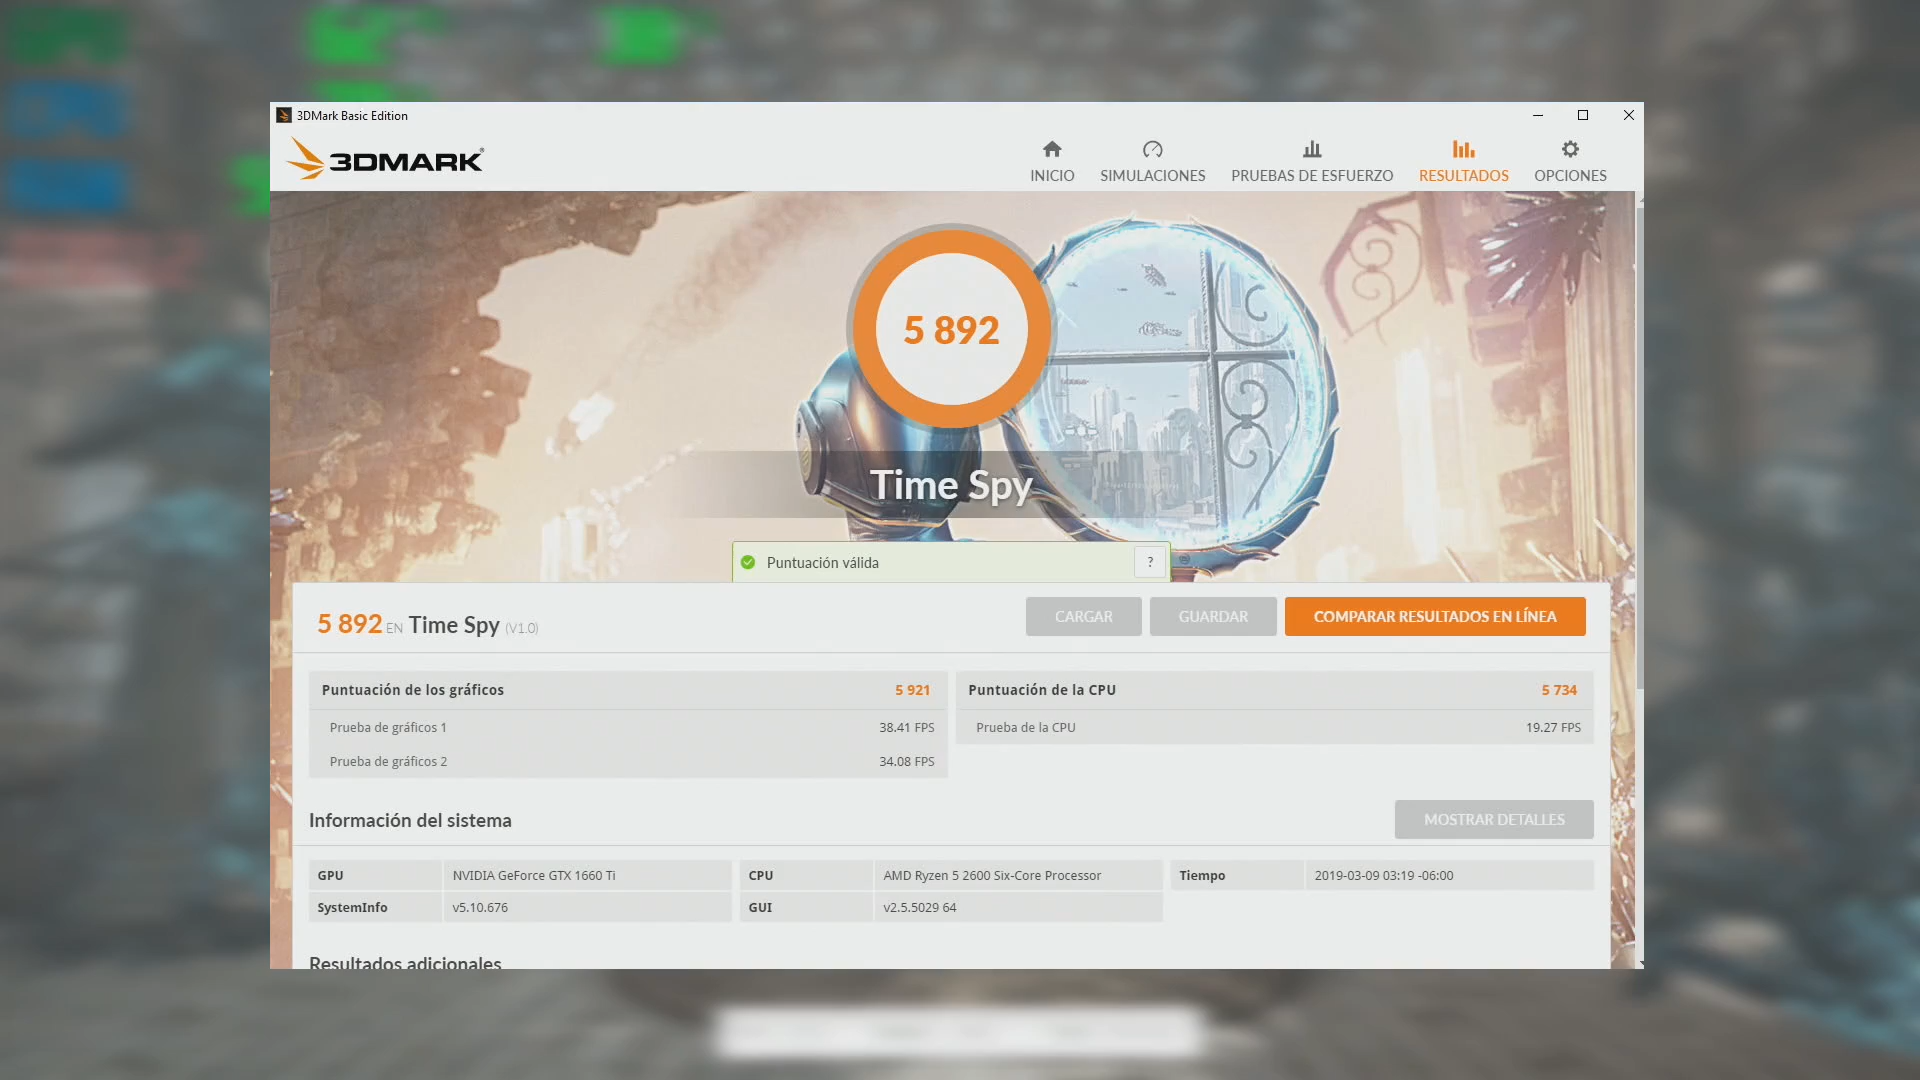 3DMark Basic Edition
3DMARK
INICIO
SIMULACIONES
PRUEBAS DE ESFUERZO
RESULTADOS
OPCIONES
5 892
Time Spy
Puntuación válida
?
5 892 EN Time Spy (V1.0)
CARGAR
GUARDAR
COMPARAR RESULTADOS EN LÍNEA
Puntuación de los gráficos 5 921
Prueba de gráficos 1 38.41 FPS
Prueba de gráficos 2 34.08 FPS
Puntuación de la CPU 5 734
Prueba de la CPU 19.27 FPS
Información del sistema
MOSTRAR DETALLES
GPU NVIDIA GeForce GTX 1660 Ti
CPU AMD Ryzen 5 2600 Six-Core Processor
Tiempo 2019-03-09 03:19 -06:00
SystemInfo v5.10.676
GUI v2.5.5029 64
Resultados adicionales